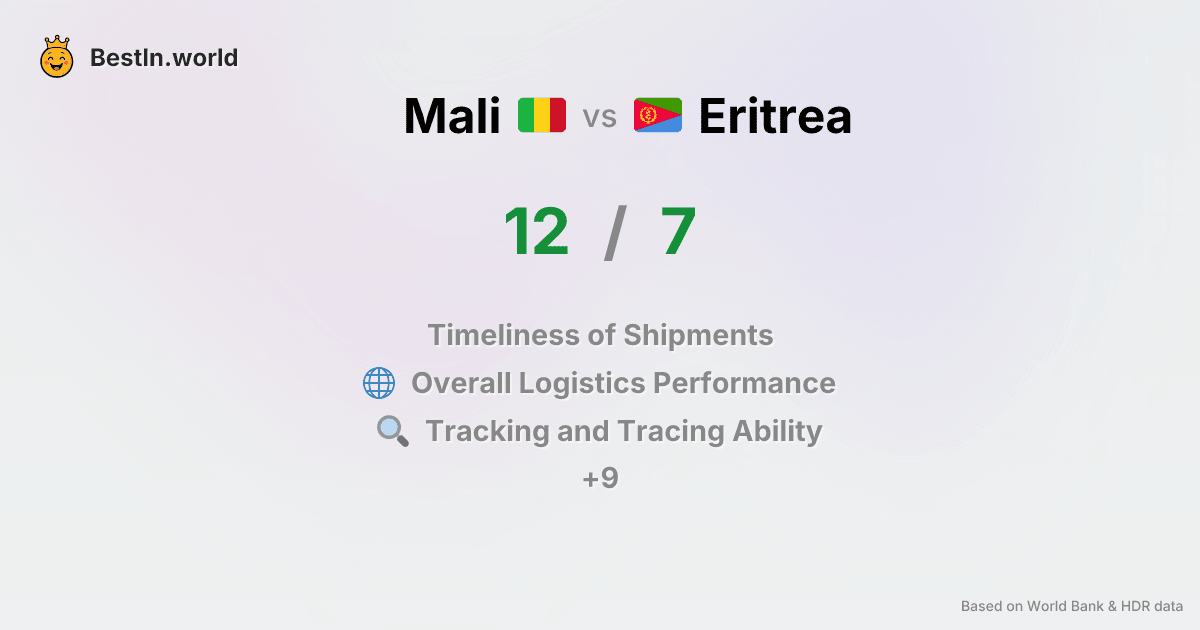 BestIn.world
Mali vs Eritrea
12 / 7
Timeliness of Shipments
Overall Logistics Performance
Tracking and Tracing Ability
+9
Based on World Bank & HDR data